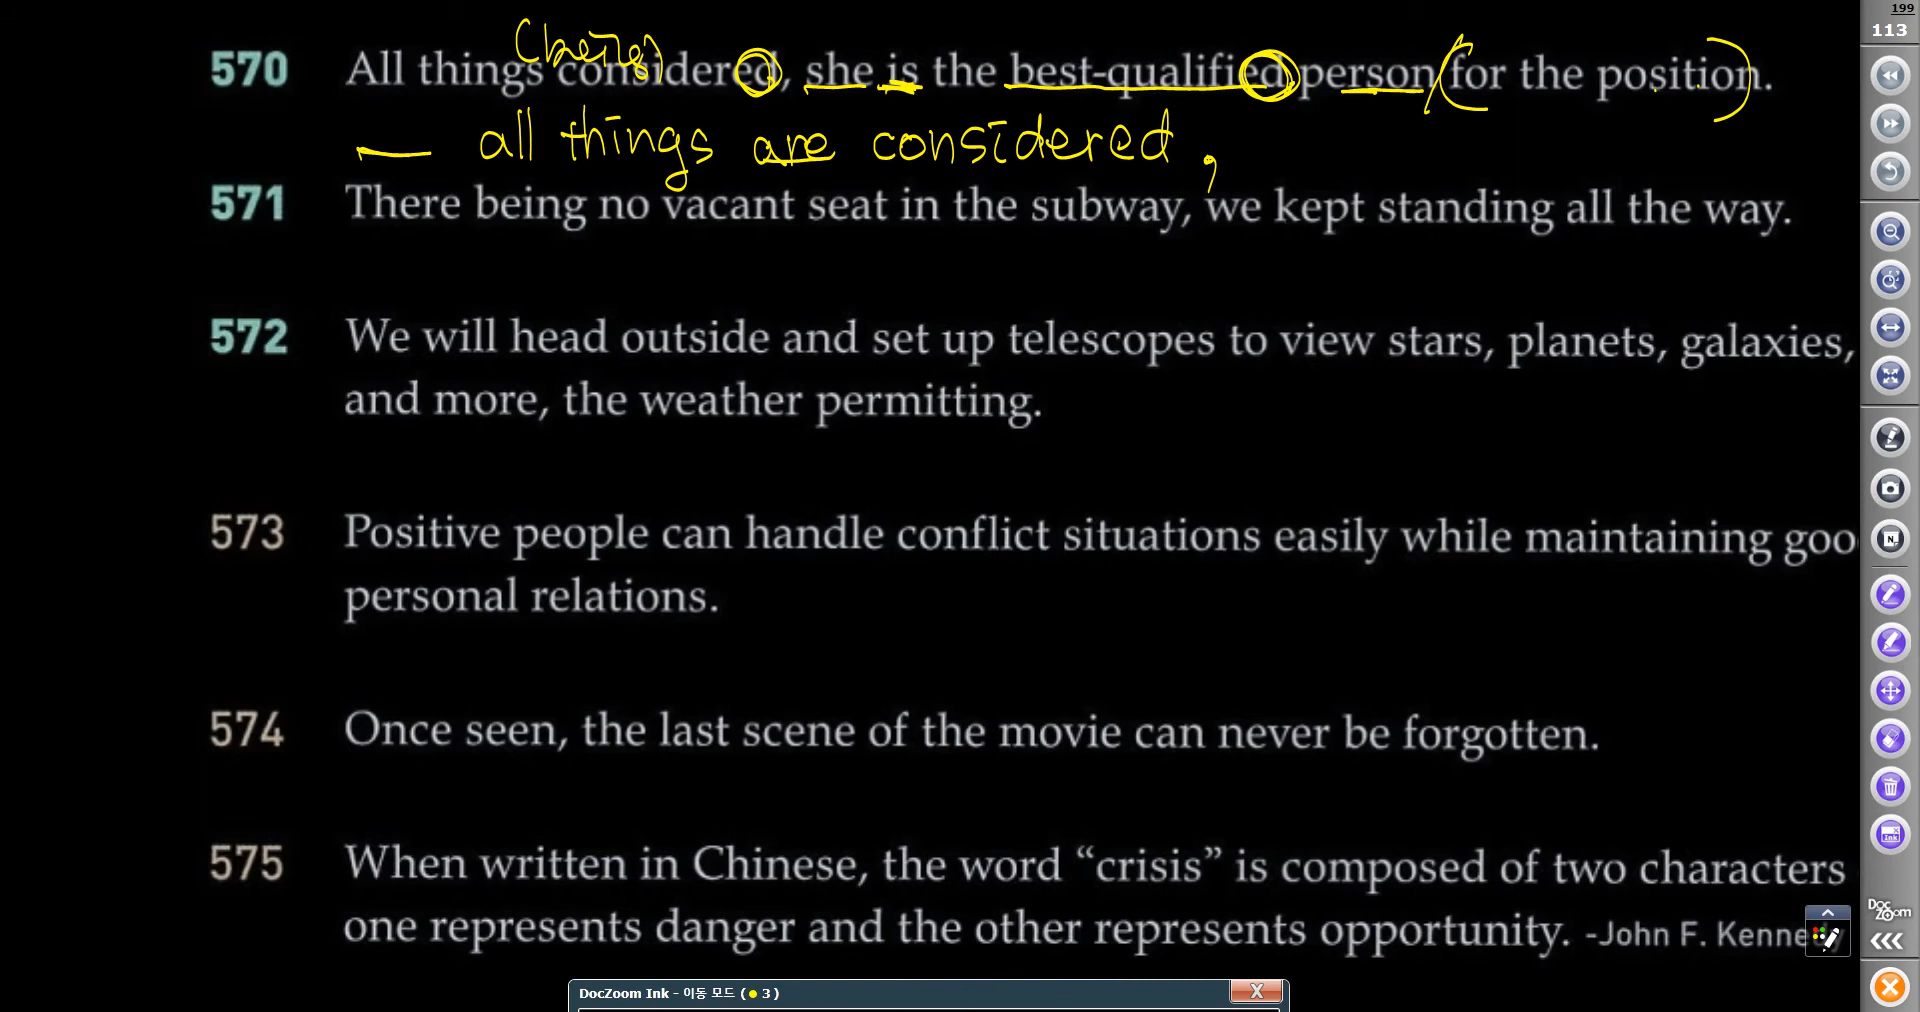 199
113
(being)
570 All things considered, she is the best-qualified person (for the position).
— all things are considered,
571 There being no vacant seat in the subway, we kept standing all the way.
572 We will head outside and set up telescopes to view stars, planets, galaxies,
and more, the weather permitting.
573 Positive people can handle conflict situations easily while maintaining goo
personal relations.
574 Once seen, the last scene of the movie can never be forgotten.
575 When written in Chinese, the word “crisis” is composed of two characters
one represents danger and the other represents opportunity. -John F. Kennedy
Doc
Zoom
DocZoom Ink - 이동 모드 ( 3 )